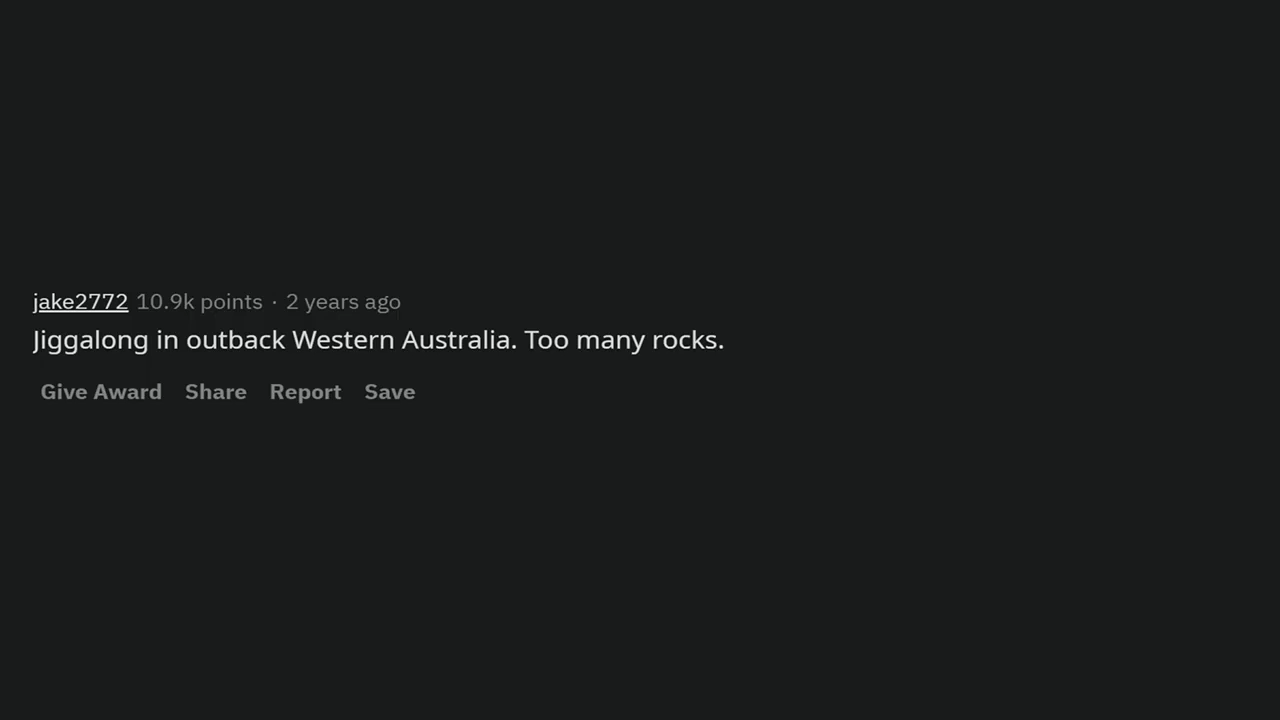 jake2772 10.9k points · 2 years ago
Jiggalong in outback Western Australia. Too many rocks.
Give Award Share Report Save